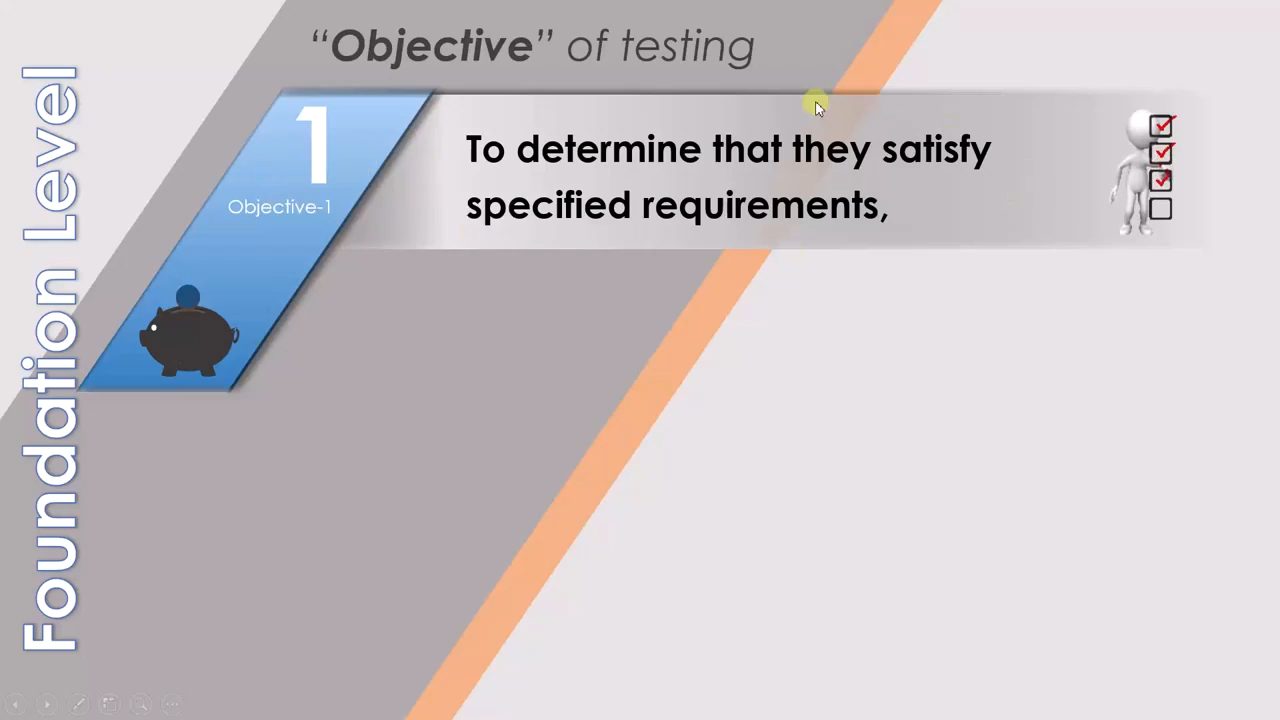 “Objective” of testing
1
Objective-1
To determine that they satisfy
specified requirements,
Foundation Level